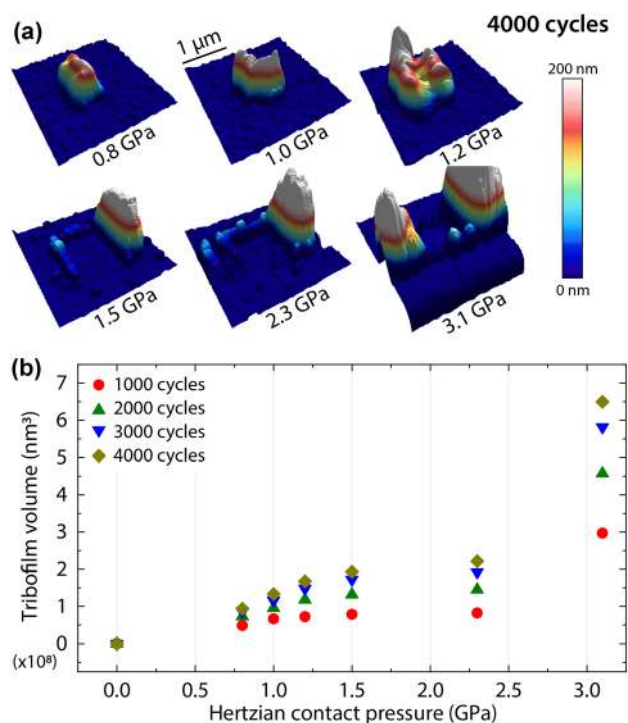 (a)
4000 cycles
1 μm
200 nm
0.8 GPa
1.0 GPa
1.2 GPa
1.5 GPa
2.3 GPa
3.1 GPa
0 nm
(b)
7
1000 cycles
2000 cycles
3000 cycles
4000 cycles
6
5
4
3
2
1
0
(x10⁸)
Tribofilm volume (nm³)
0.0 0.5 1.0 1.5 2.0 2.5 3.0
Hertzian contact pressure (GPa)